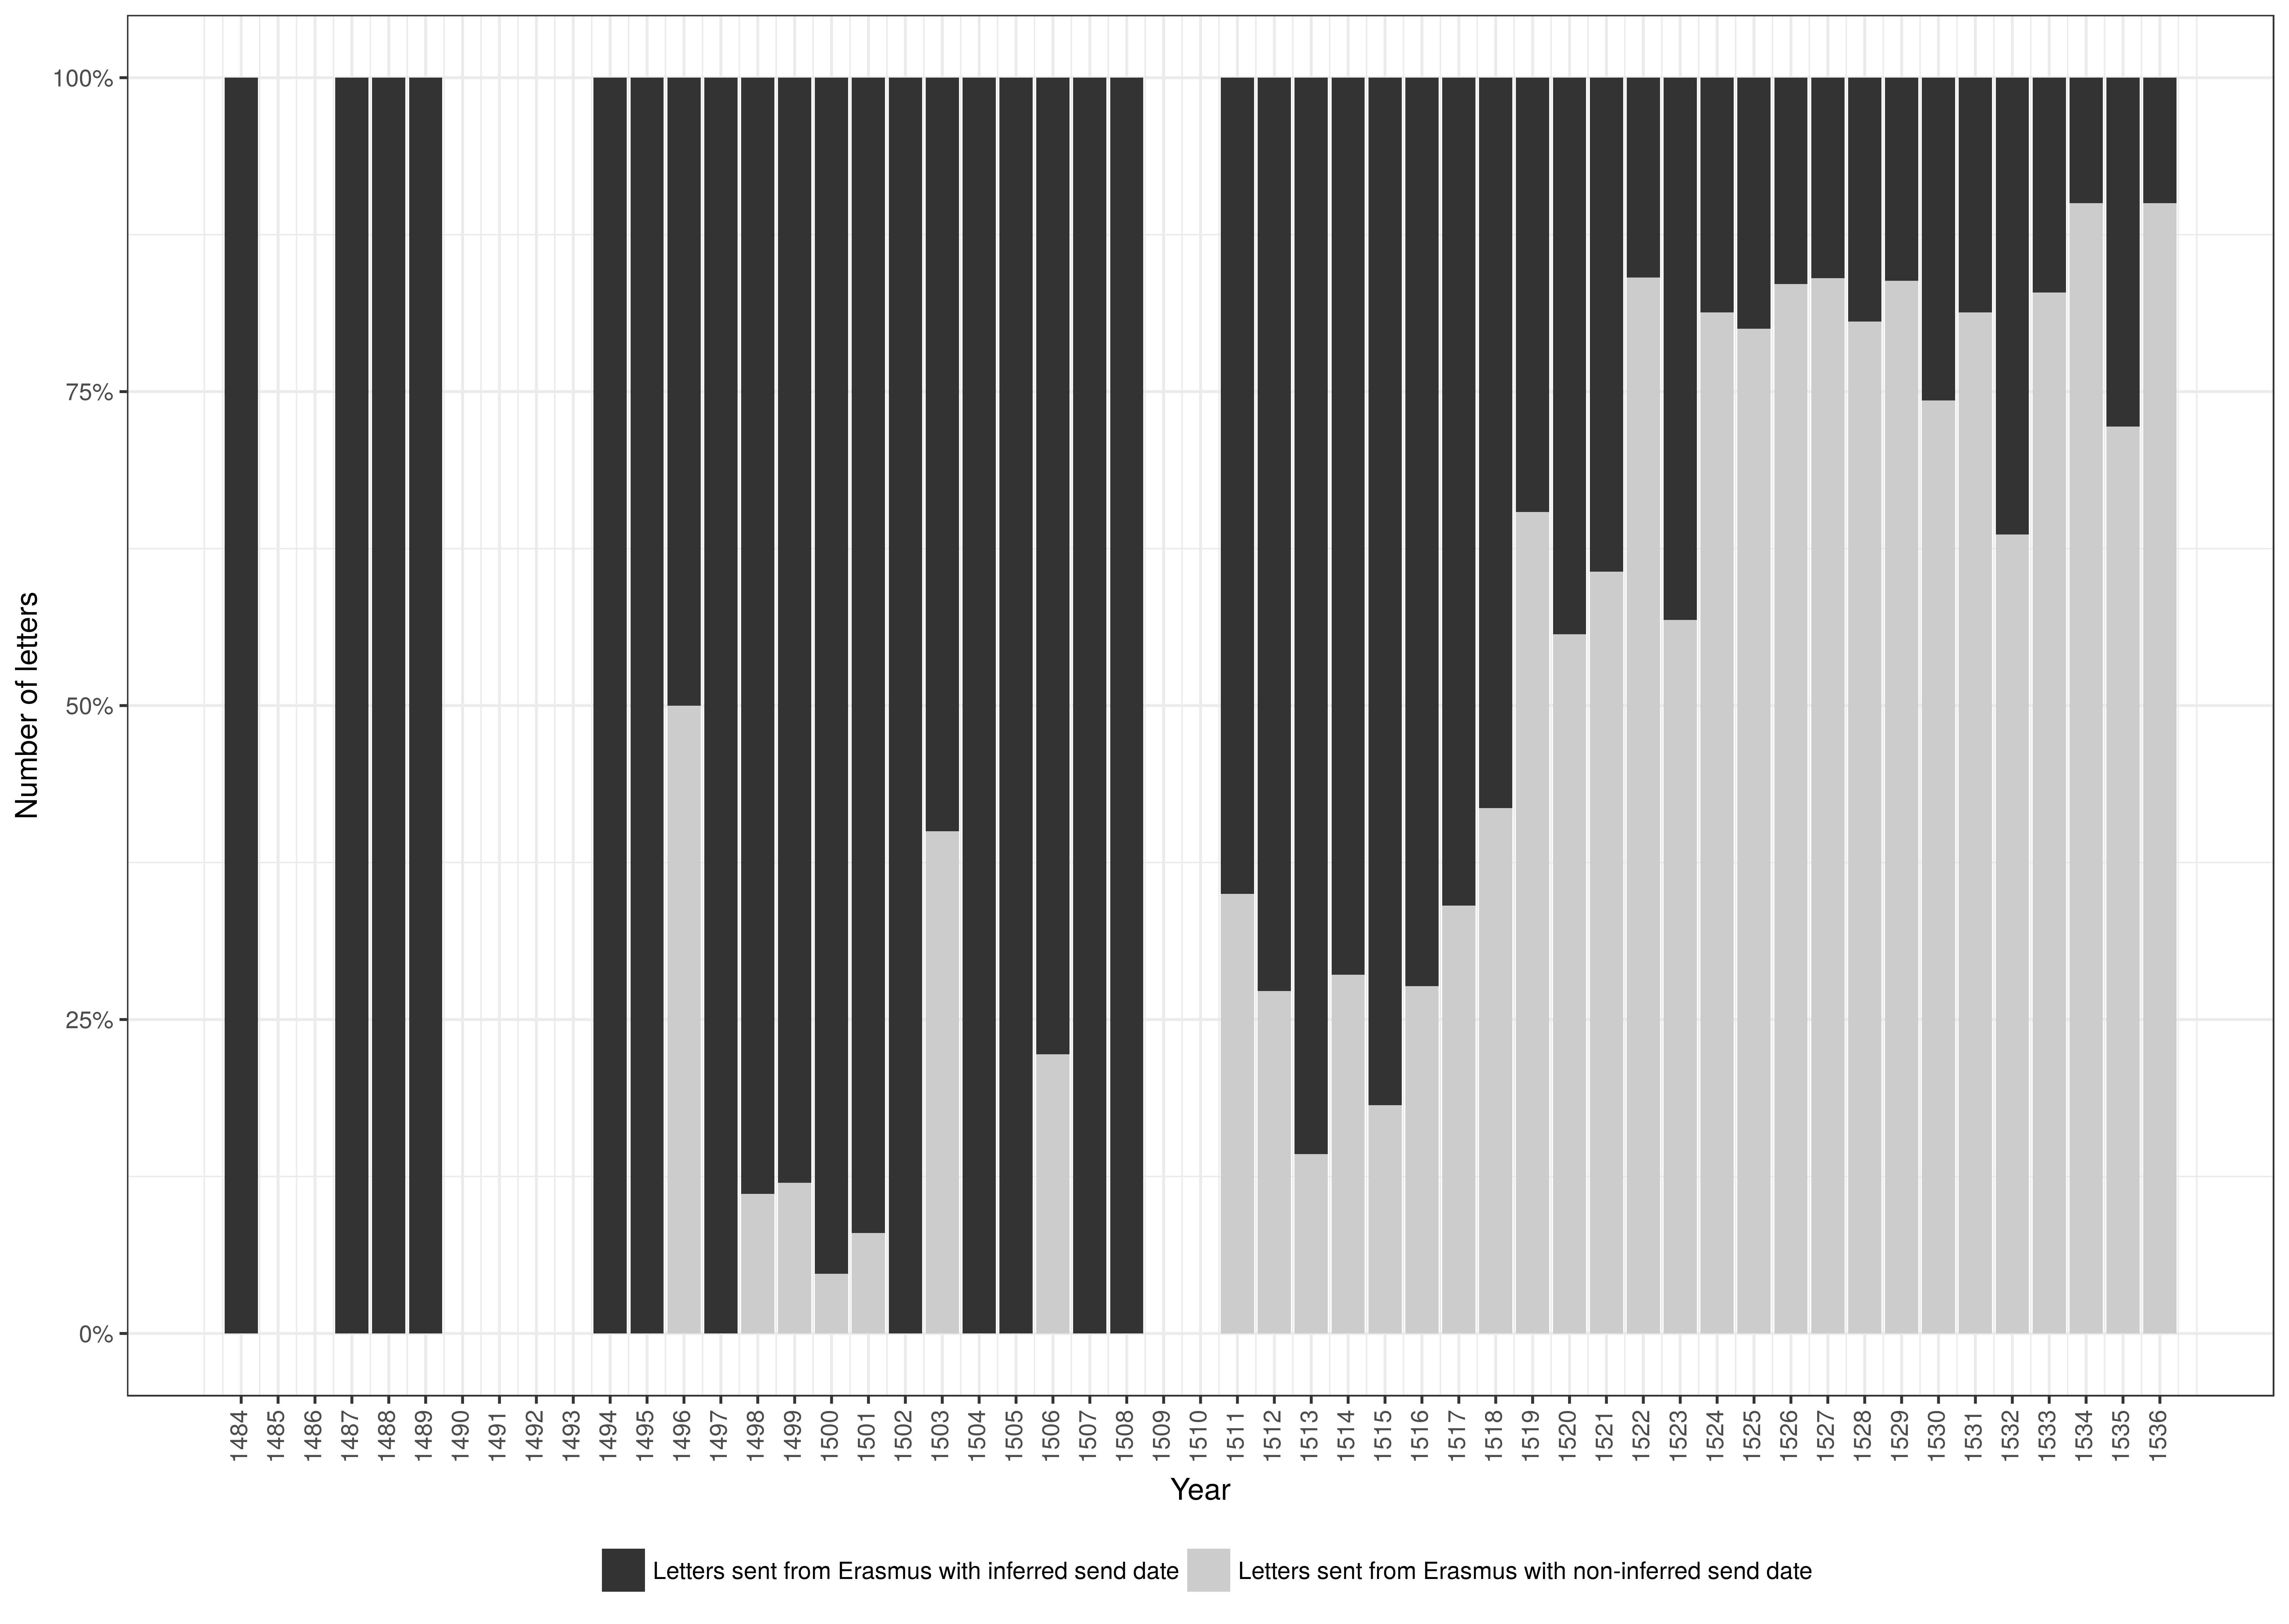 Number of letters
100%
75%
50%
25%
0%
1484 1485 1486 1487 1488 1489 1490 1491 1492 1493 1494 1495 1496 1497 1498 1499 1500 1501 1502 1503 1504 1505 1506 1507 1508 1509 1510 1511 1512 1513 1514 1515 1516 1517 1518 1519 1520 1521 1522 1523 1524 1525 1526 1527 1528 1529 1530 1531 1532 1533 1534 1535 1536
Year
Letters sent from Erasmus with inferred send date Letters sent from Erasmus with non-inferred send date